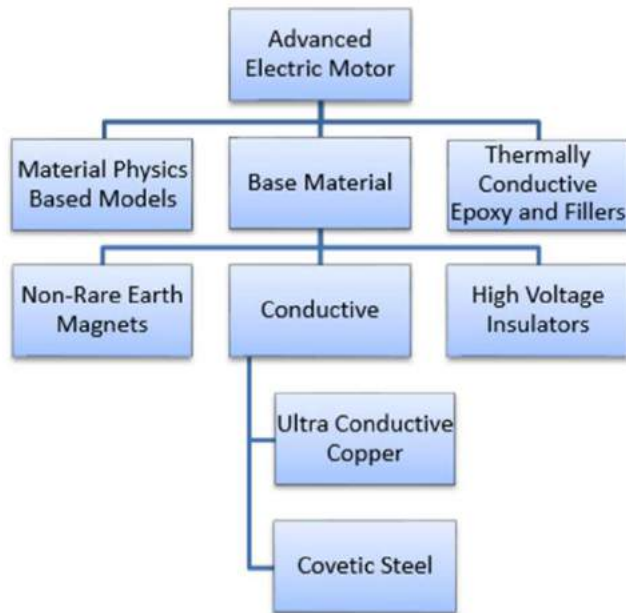 Advanced
Electric Motor
Material Physics
Based Models
Base Material
Thermally
Conductive
Epoxy and Fillers
Non-Rare Earth
Magnets
Conductive
High Voltage
Insulators
Ultra Conductive
Copper
Covetic Steel